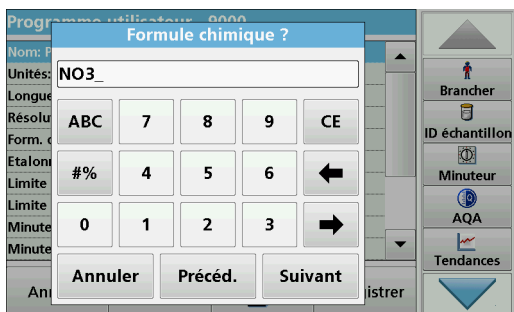 Programme utilisateur 9000
Formule chimique ?
Nom: P
Unités:
NO3_
Longue
Résolu
Form. c
Etalon
Limite
Limite
Minute
Minute
ABC 7 8 9 CE
#% 4 5 6
0 1 2 3
Annuler Précéd. Suivant
An istrer
Brancher
ID échantillon
Minuteur
AQA
Tendances